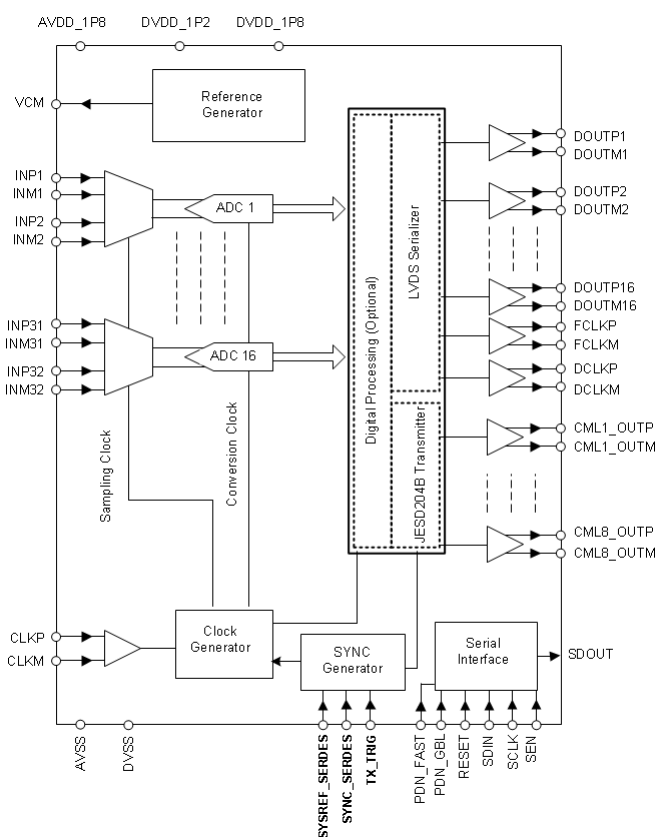 AVDD_1P8
DVDD_1P2
DVDD_1P8
VCM
Reference
Generator
INP1
INM1
INP2
INM2
ADC 1
INP31
INM31
INP32
INM32
ADC 16
Sampling Clock
Conversion Clock
Digital Processing (Optional)
LVDS Serializer
JESD204B Transmitter
DOUTP1
DOUTM1
DOUTP2
DOUTM2
DOUTP16
DOUTM16
FCLKP
FCLKM
DCLKP
DCLKM
CML1_OUTP
CML1_OUTM
CML8_OUTP
CML8_OUTM
CLKP
CLKM
Clock
Generator
SYNC
Generator
Serial
Interface
SDOUT
AVSS
DVSS
SYSREF_SERDES
SYNC_SERDES
TX_TRIG
PDN_FAST
PDN_GBL
RESET
SDIN
SCLK
SEN